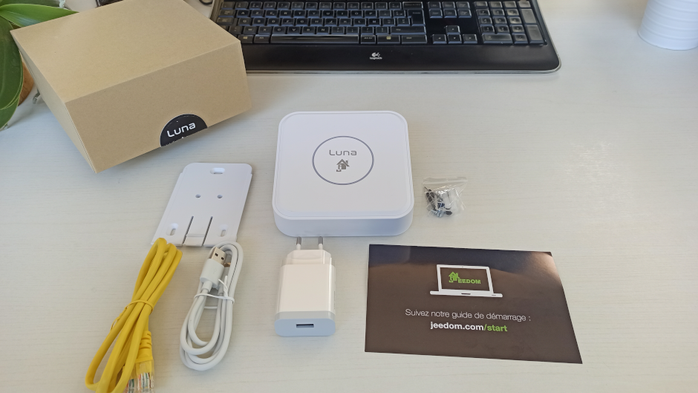 Luna
Luna
JEEDOM
Suivez notre guide de démarrage :
jeedom.com/start